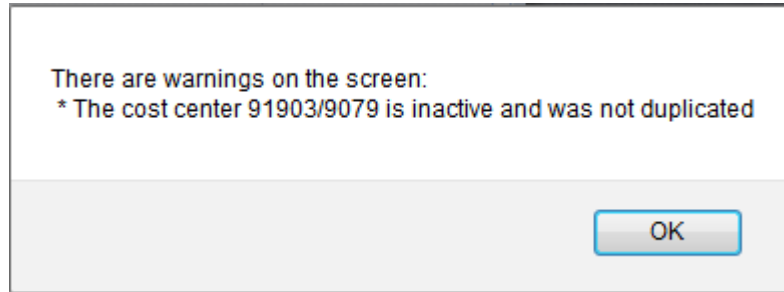 There are warnings on the screen:
* The cost center 91903/9079 is inactive and was not duplicated
OK